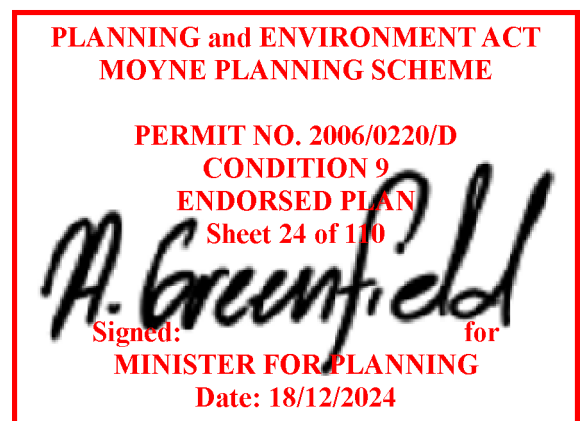 PLANNING and ENVIRONMENT ACT
MOYNE PLANNING SCHEME
PERMIT NO. 2006/0220/D
CONDITION 9
ENDORSED PLAN
Sheet 24 of 110
A. Greenfield
Signed: for
MINISTER FOR PLANNING
Date: 18/12/2024